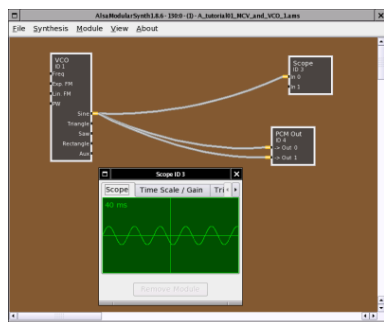 AlsaModularSynth 1.8.6 - 130:0 - (1) - A_tutorial01_MCV_and_VCO_1.ams
File Synthesis Module View About
VCO
ID 1
Freq
Exp. FM
Lin. FM
PW
Sine
Triangle
Saw
Rectangle
Aux
Scope
ID 3
In 0
In 1
PCM Out
ID 4
-> Out 0
-> Out 1
Scope ID 3
Scope Time Scale / Gain Tri
40 ms
Remove Module